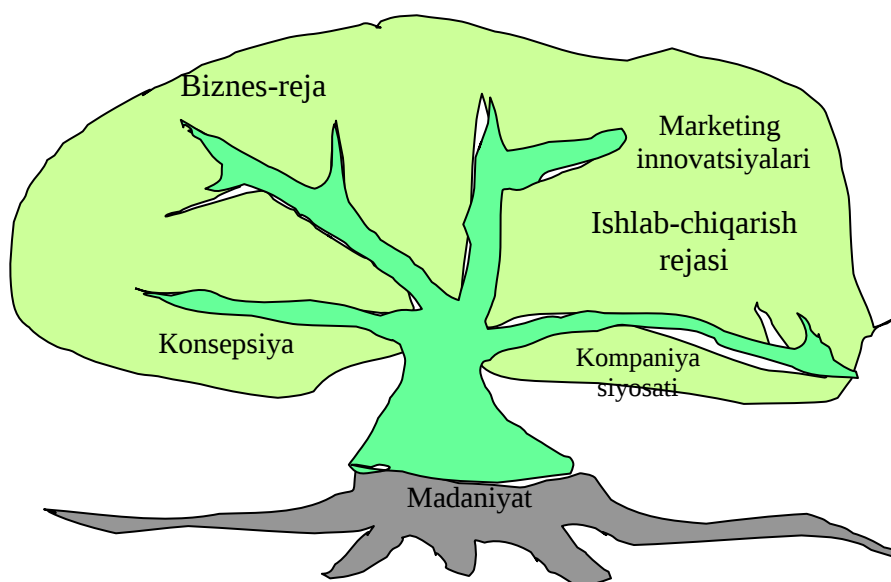 Biznes-reja
Marketing
innovatsiyalari
Ishlab-chiqarish
rejasi
Konsepsiya
Kompaniya
siyosati
Madaniyat